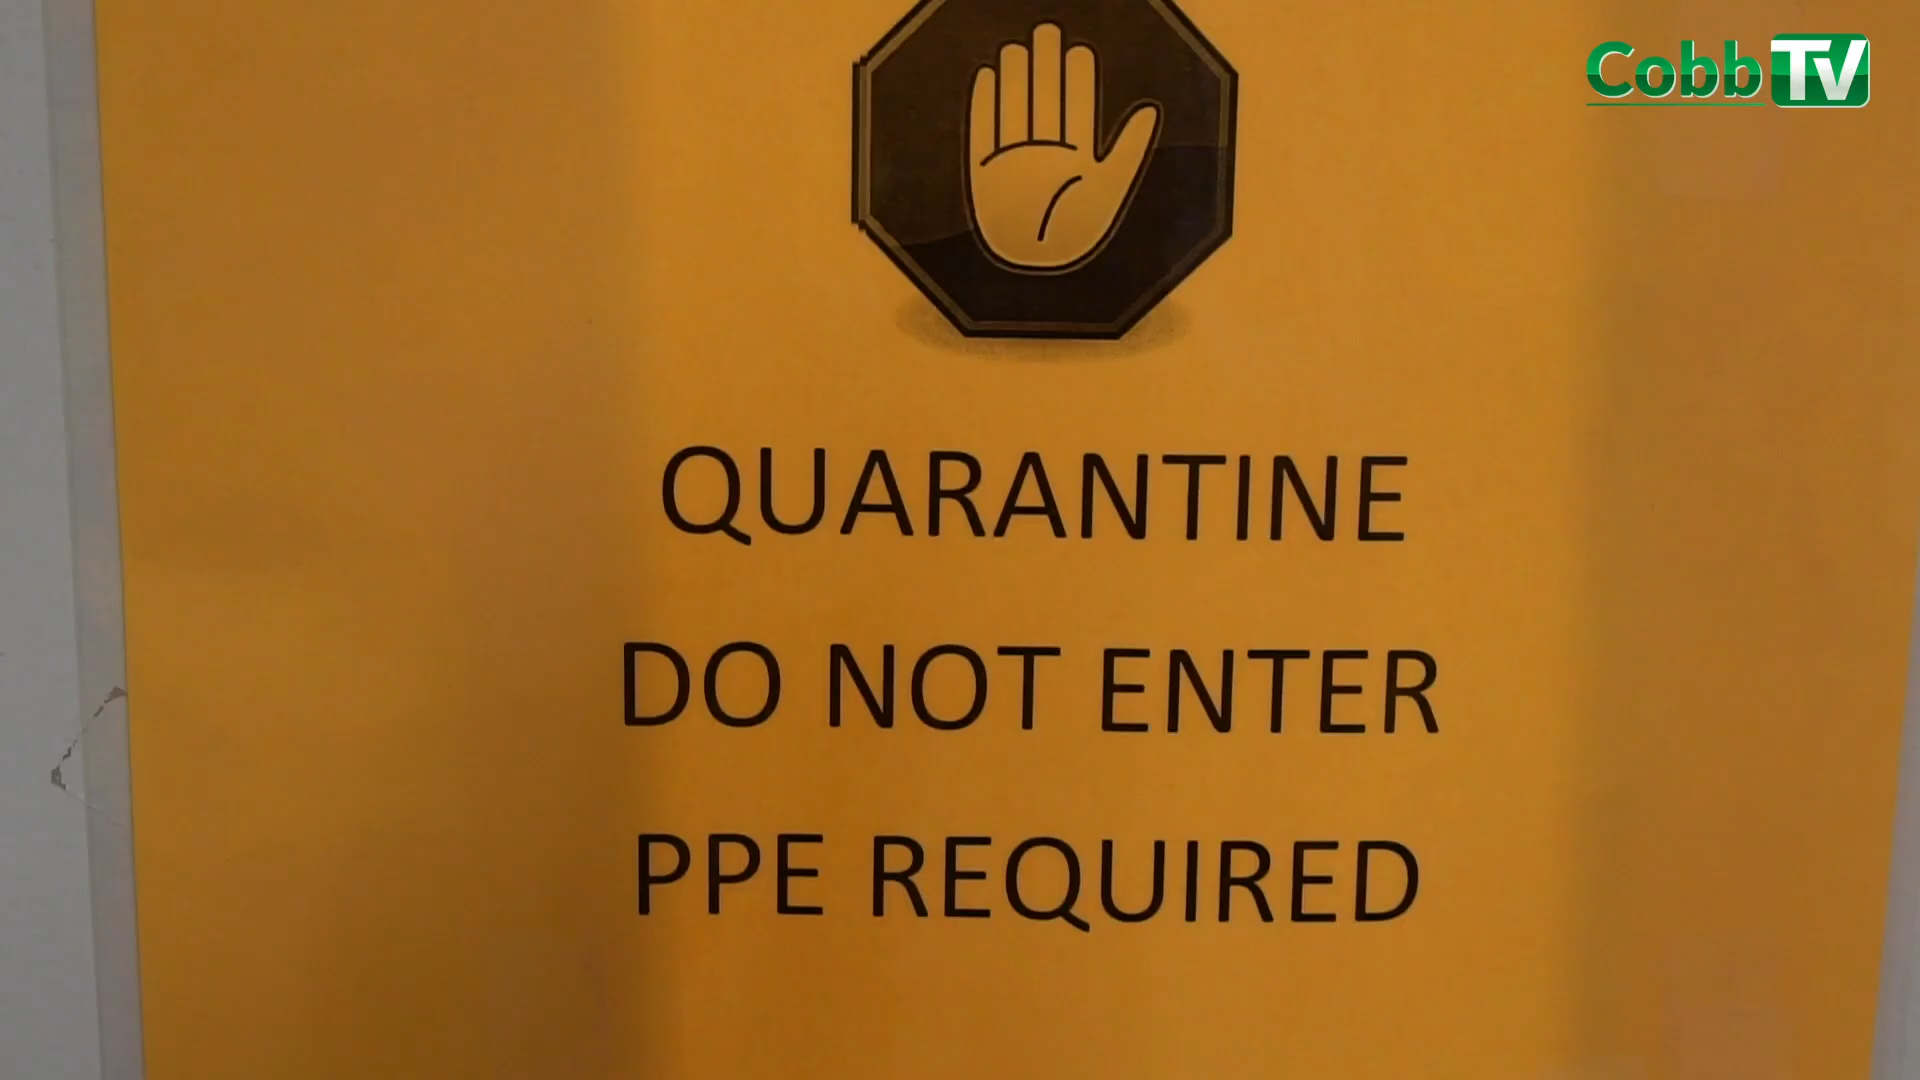 Cobb TV
QUARANTINE
DO NOT ENTER
PPE REQUIRED